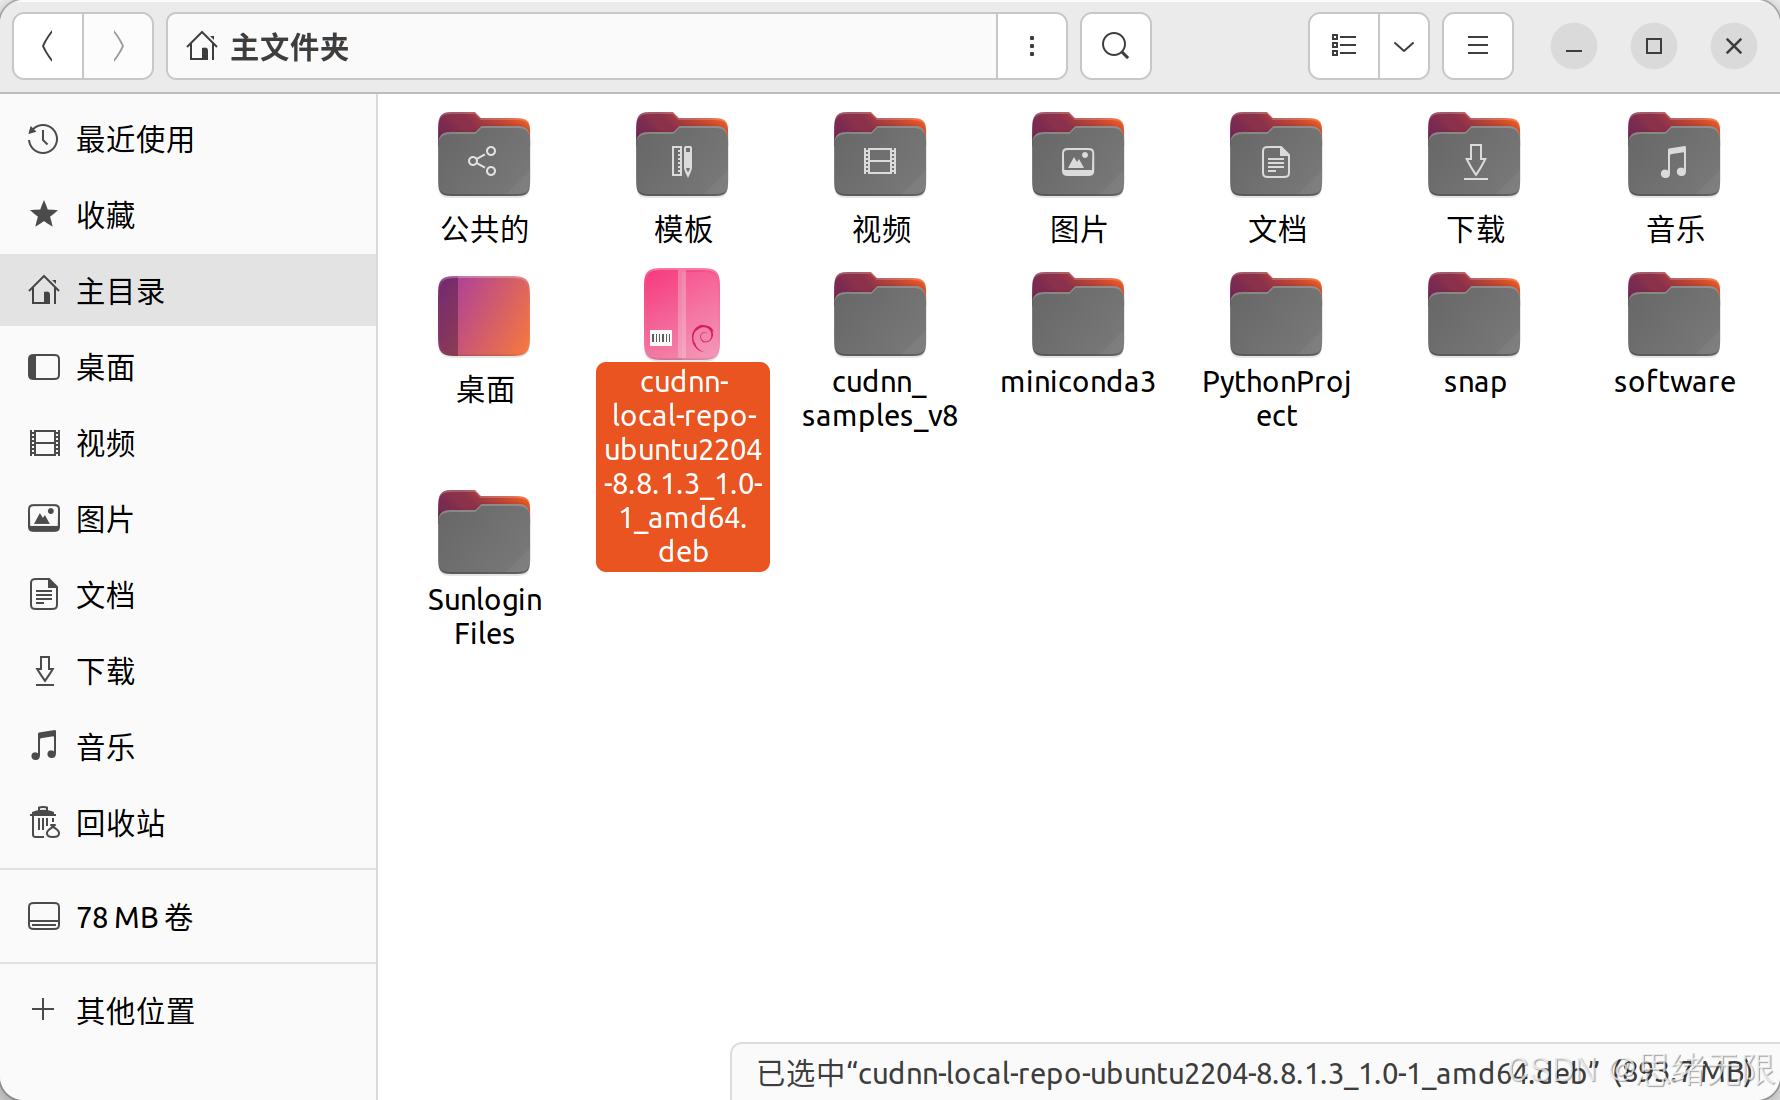 主文件夹
最近使用
收藏
主目录
桌面
视频
图片
文档
下载
音乐
回收站
78 MB 卷
其他位置
公共的
模板
视频
图片
文档
下载
音乐
桌面
cudnn-
local-repo-
ubuntu2204
-8.8.1.3_1.0-
1_amd64.
deb
cudnn_
samples_v8
miniconda3
PythonProj
ect
snap
software
Sunlogin
Files
已选中“cudnn-local-repo-ubuntu2204-8.8.1.3_1.0-1_amd64.deb” (893.7 MB)
CSDN @思绪无限